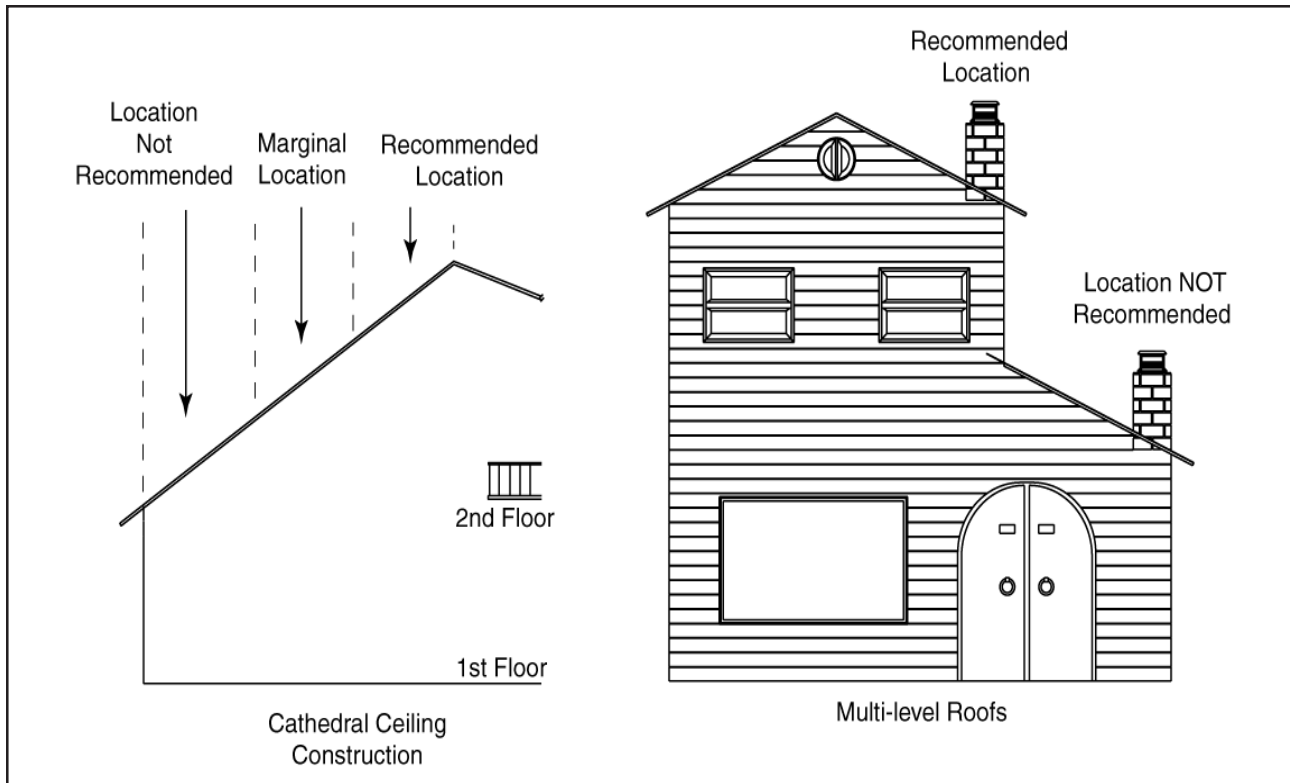 Location
Not
Recommended
Marginal
Location
Recommended
Location
2nd Floor
1st Floor
Cathedral Ceiling
Construction
Recommended
Location
Location NOT
Recommended
Multi-level Roofs